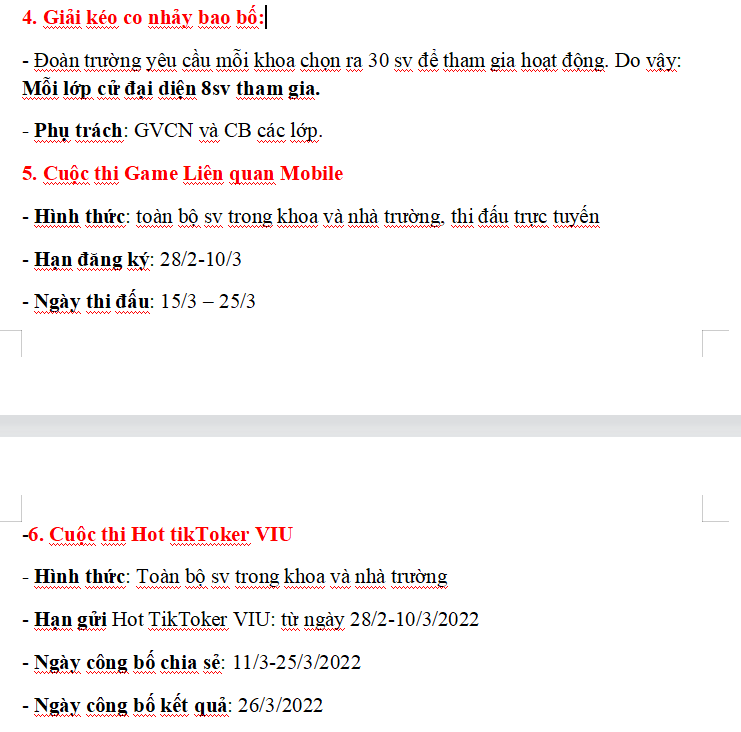 4. Giải kéo co nhảy bao bố:
- Đoàn trường yêu cầu mỗi khoa chọn ra 30 sv để tham gia hoạt động. Do vậy:
Mỗi lớp cử đại diện 8sv tham gia.
- Phụ trách: GVCN và CB các lớp.
5. Cuộc thi Game Liên quan Mobile
- Hình thức: toàn bộ sv trong khoa và nhà trường, thi đấu trực tuyến
- Hạn đăng ký: 28/2-10/3
- Ngày thi đấu: 15/3 – 25/3
-6. Cuộc thi Hot tikToker VIU
- Hình thức: Toàn bộ sv trong khoa và nhà trường
- Hạn gửi Hot TikToker VIU: từ ngày 28/2-10/3/2022
- Ngày công bố chia sẻ: 11/3-25/3/2022
- Ngày công bố kết quả: 26/3/2022